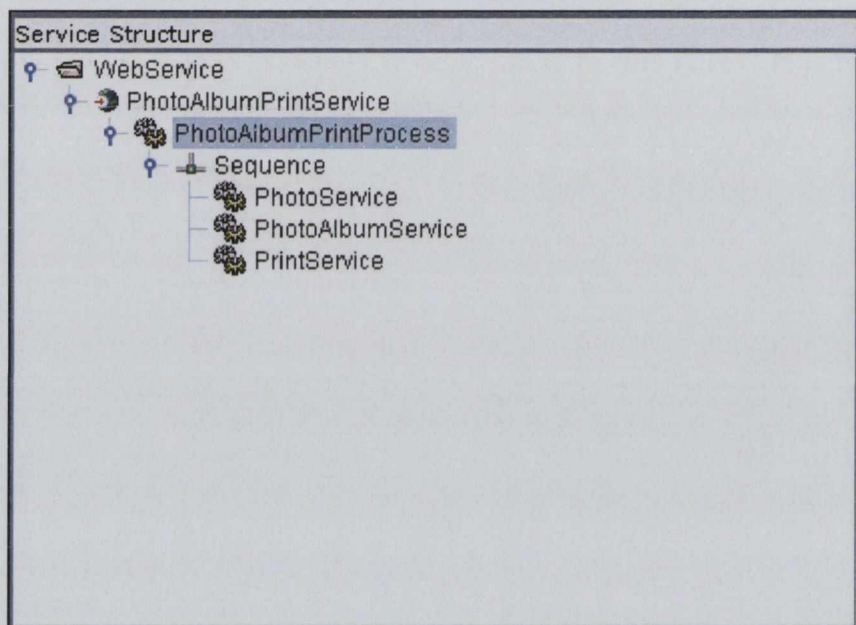 Service Structure
WebService
PhotoAlbumPrintService
PhotoAlbumPrintProcess
Sequence
PhotoService
PhotoAlbumService
PrintService